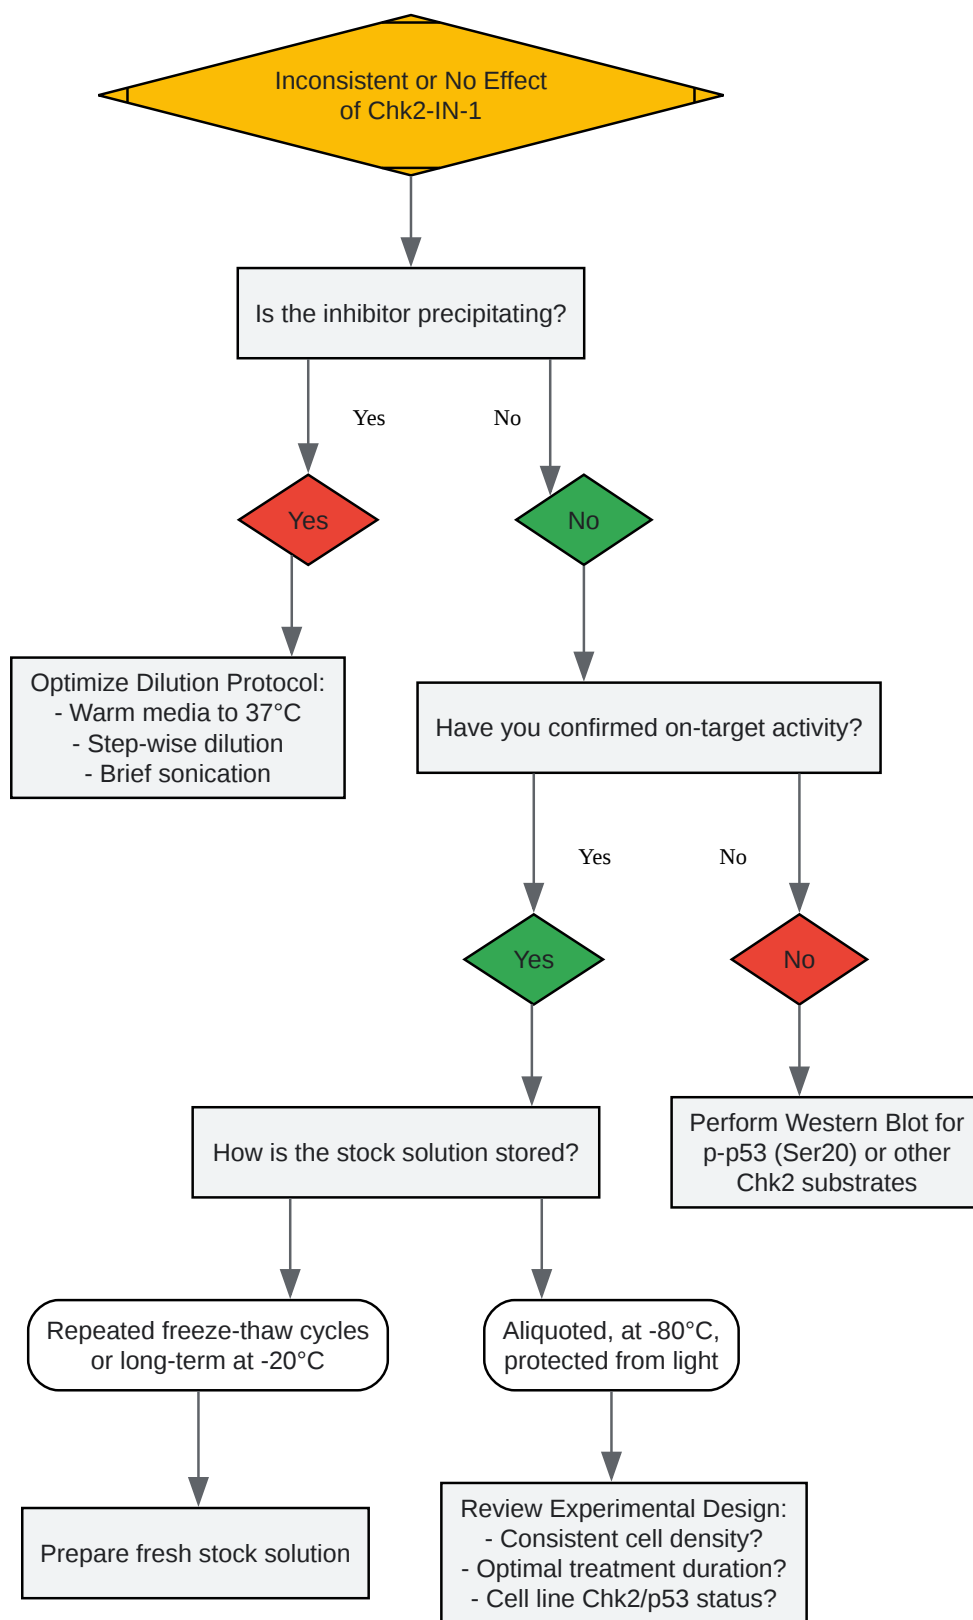 Inconsistent or No Effect
of Chk2-IN-1
Is the inhibitor precipitating?
Yes
No
Yes
No
Optimize Dilution Protocol:
- Warm media to 37°C
- Step-wise dilution
- Brief sonication
Have you confirmed on-target activity?
Yes
No
Yes
No
How is the stock solution stored?
Perform Western Blot for
p-p53 (Ser20) or other
Chk2 substrates
Repeated freeze-thaw cycles
or long-term at -20°C
Aliquoted, at -80°C,
protected from light
Prepare fresh stock solution
Review Experimental Design:
- Consistent cell density?
- Optimal treatment duration?
- Cell line Chk2/p53 status?